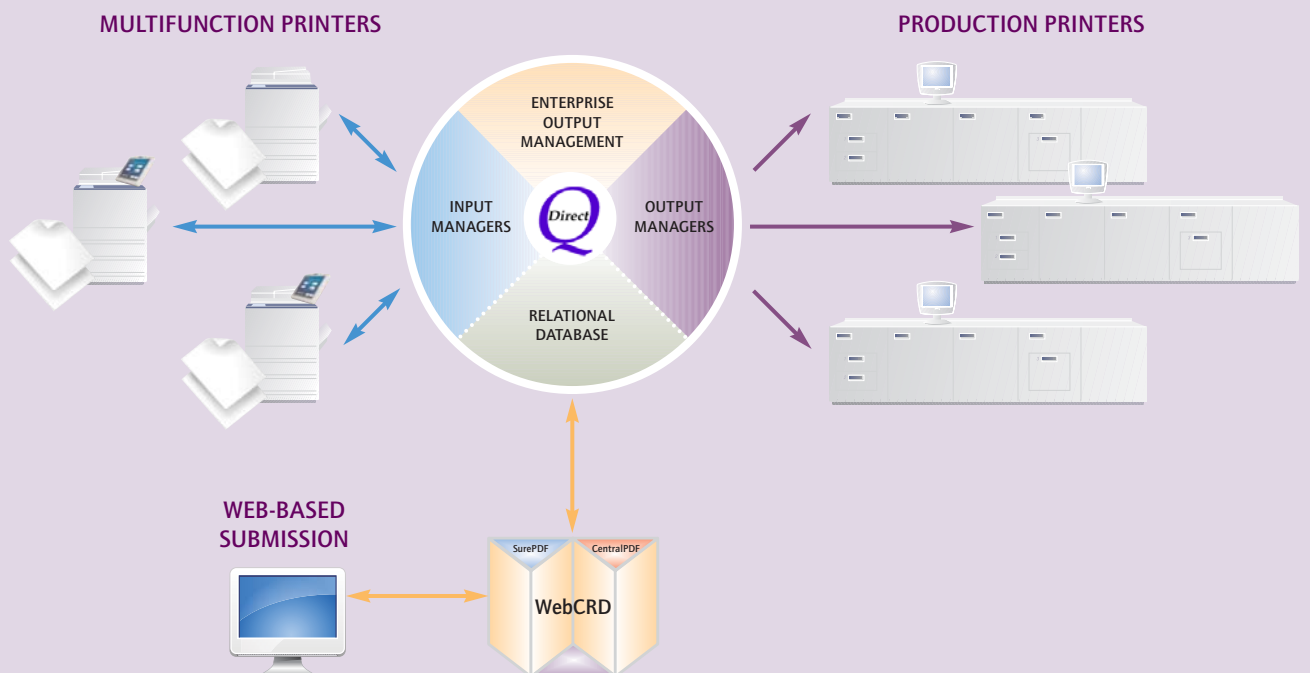 MULTIFUNCTION PRINTERS
PRODUCTION PRINTERS
ENTERPRISE
OUTPUT
MANAGEMENT
INPUT
MANAGERS
Q
Direct
OUTPUT
MANAGERS
RELATIONAL
DATABASE
WEB-BASED
SUBMISSION
SurePDF
CentralPDF
WebCRD